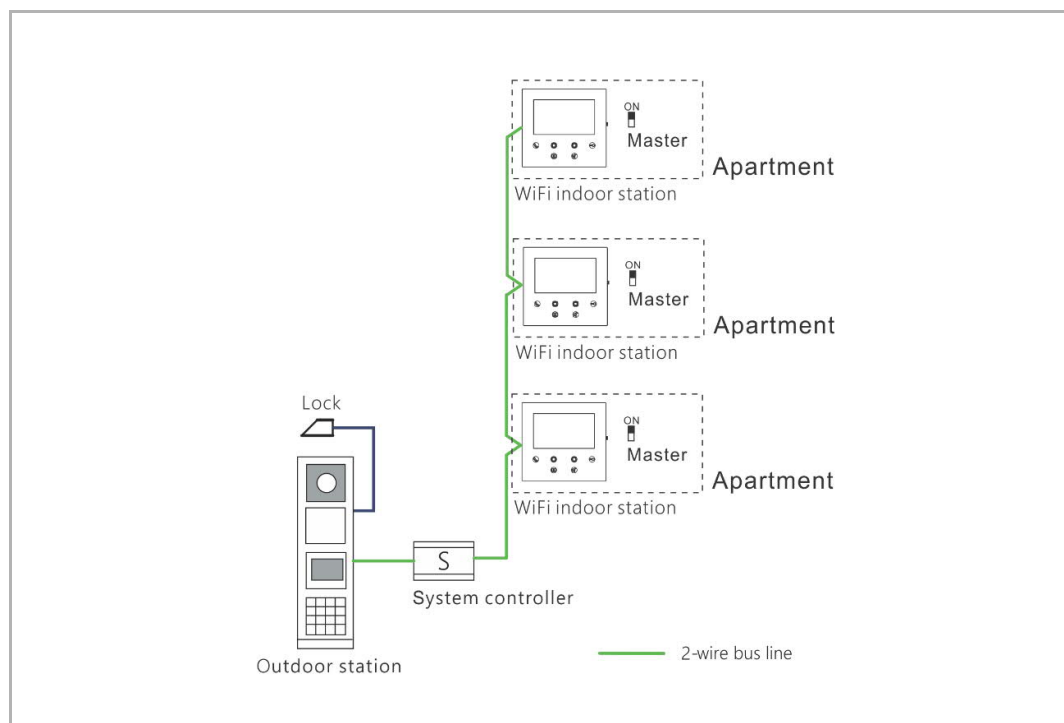 ON
Master
Apartment
WiFi indoor station
ON
Master
Apartment
WiFi indoor station
Lock
ON
Master
Apartment
WiFi indoor station
S
System controller
Outdoor station
2-wire bus line